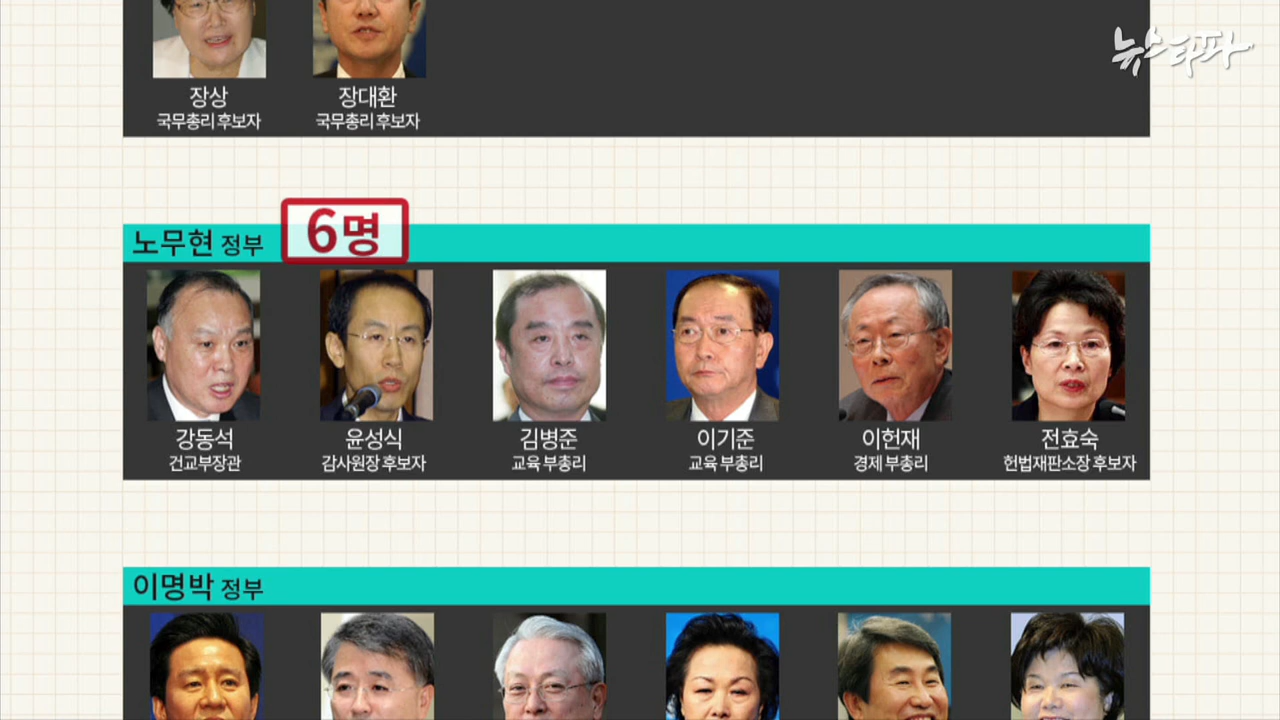 뉴스타파
장상
국무총리 후보자
장대환
국무총리 후보자
노무현 정부
6명
강동석
건교부장관
윤성식
감사원장 후보자
김병준
교육 부총리
이기준
교육 부총리
이헌재
경제 부총리
전효숙
헌법재판소장 후보자
이명박 정부